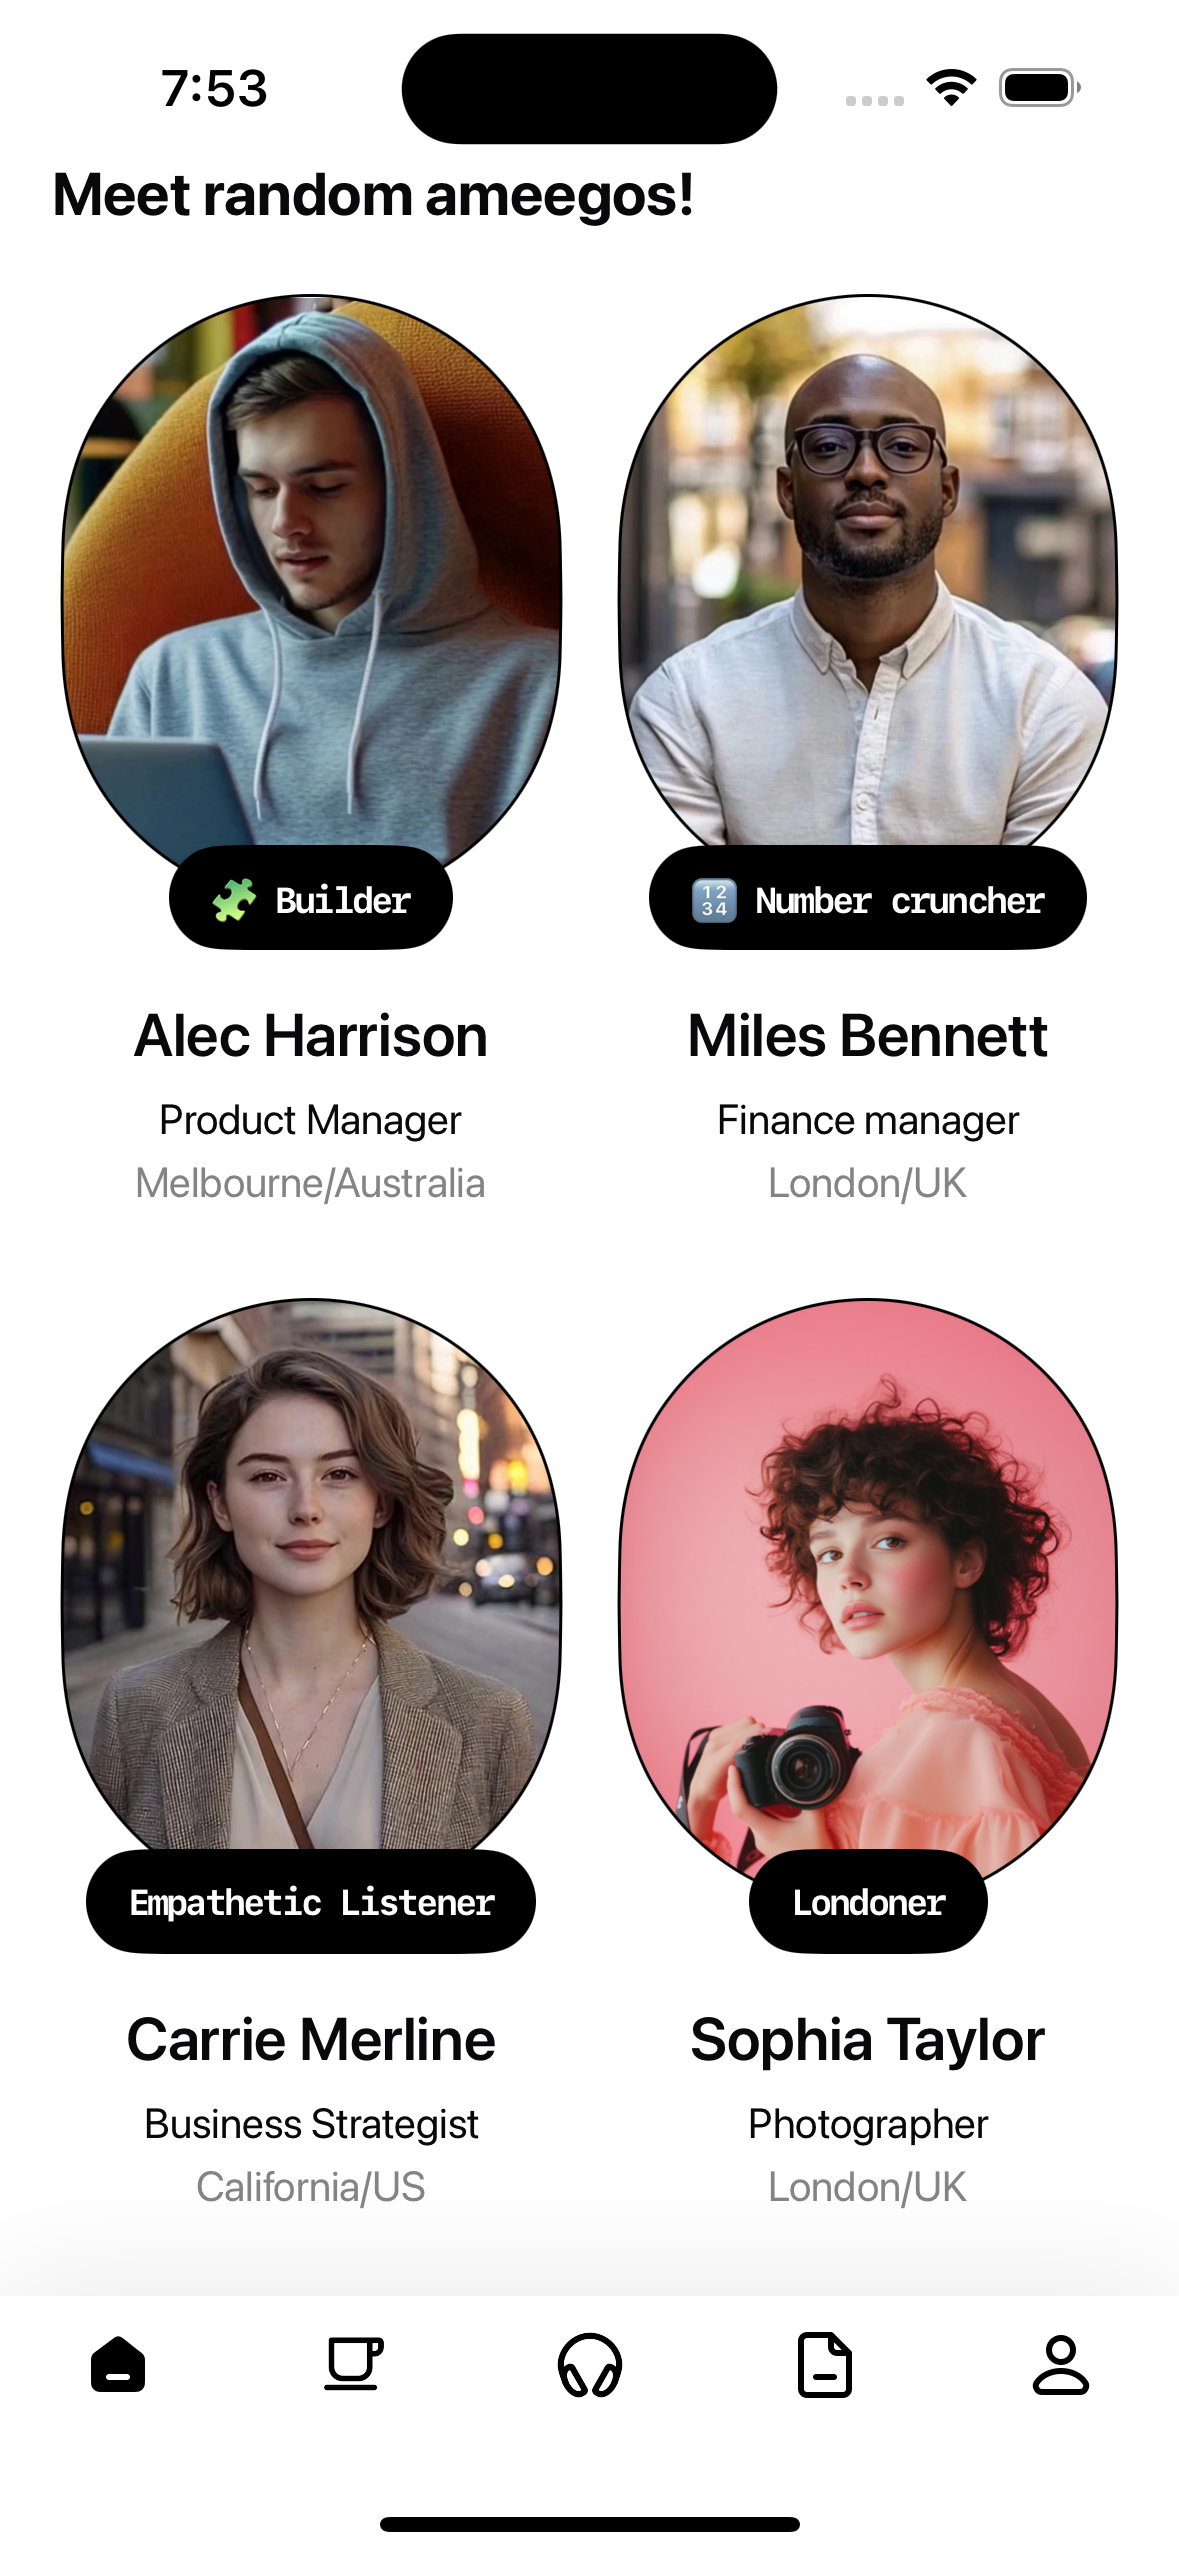 7:53
Meet random ameegos!
🧩 Builder
🔢 Number cruncher
Alec Harrison
Miles Bennett
Product Manager
Finance manager
Melbourne/Australia
London/UK
Empathetic Listener
Londoner
Carrie Merline
Sophia Taylor
Business Strategist
Photographer
California/US
London/UK